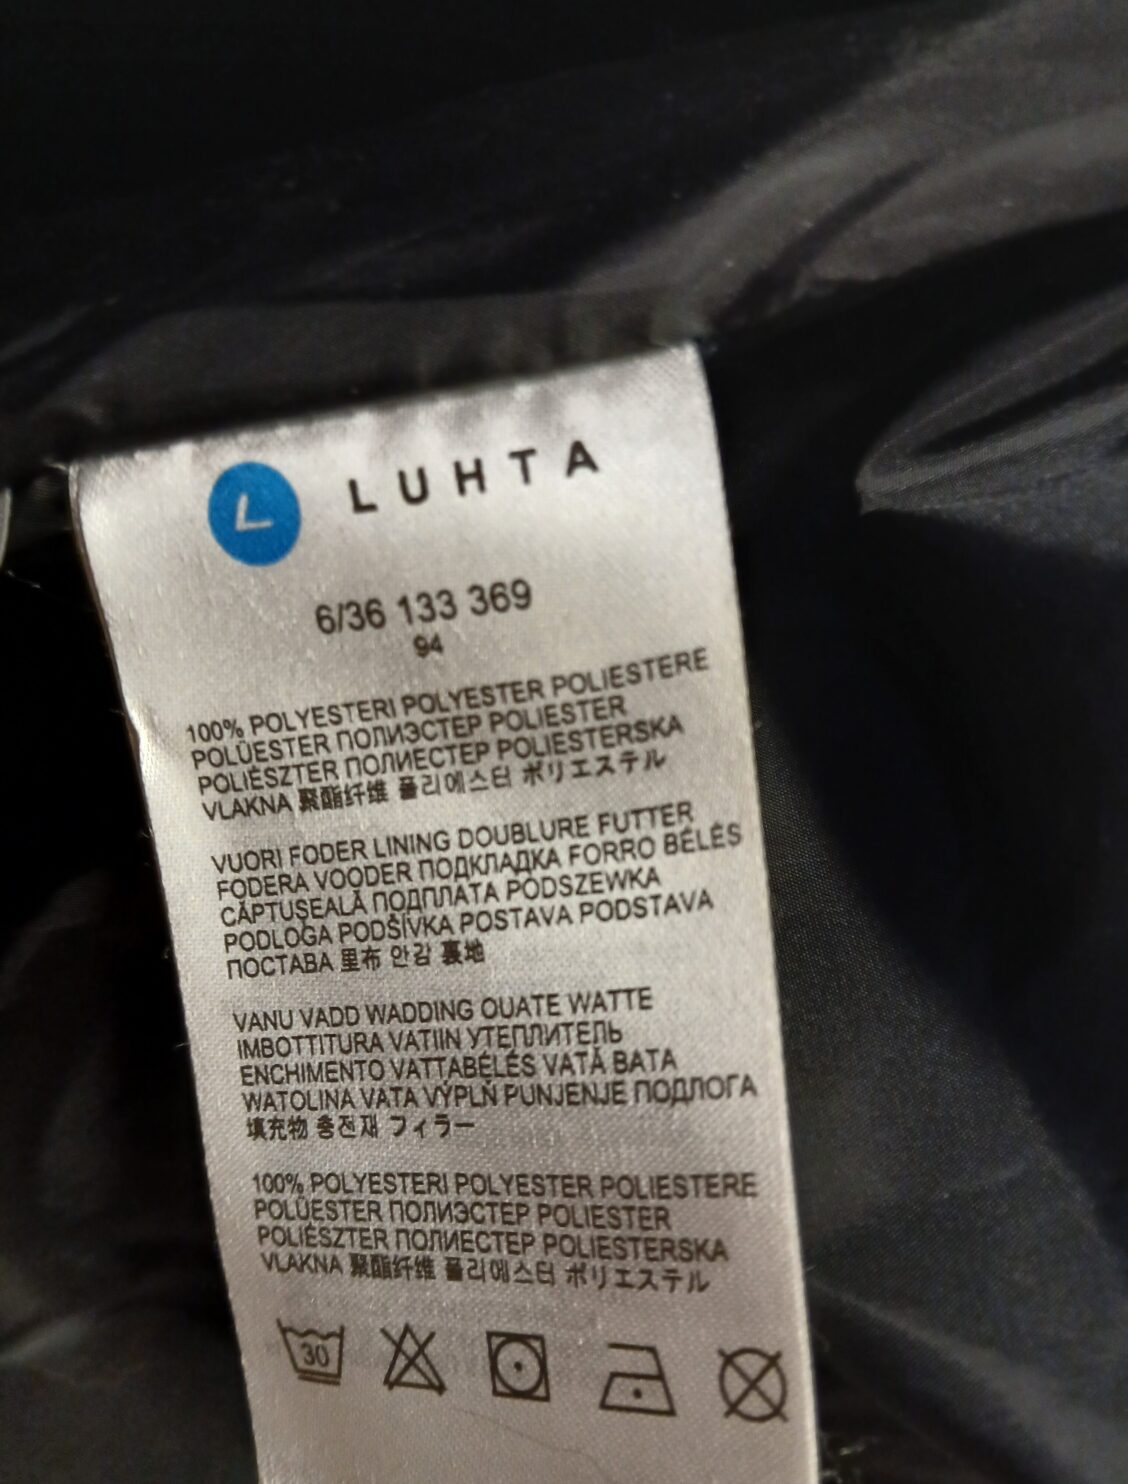 L LUHTA
6/36 133 369
94
100% POLYESTERI POLYESTER POLIESTERE
POLÜESTER ПОЛИЭСТЕР POLIESTER
POLIÉSZTER ПОЛИЕСТЕР POLIESTERSKA
VLAKNA 聚酯纤维 폴리에스터 ポリエステル
VUORI FODER LINING DOUBLURE FUTTER
FODERA VOODER ПОДКЛАДКА FORRO BÉLÉS
CĂPTUŞEALĂ ПОДПЛАТА PODSZEWKA
PODLOGA PODŠÍVKA POSTAVA PODSTAVA
ПОСТАВА 里布 안감 裏地
VANU VADD WADDING OUATE WATTE
IMBOTTITURA VATIIN УТЕПЛИТЕЛЬ
ENCHIMENTO VATTABÉLÉS VATĂ ВАТА
WATOLINA VATA VÝPLŇ PUNJENJE ПОДЛОГА
填充物 충전재 フィラー
100% POLYESTERI POLYESTER POLIESTERE
POLÜESTER ПОЛИЭСТЕР POLIESTER
POLIÉSZTER ПОЛИЕСТЕР POLIESTERSKA
VLAKNA 聚酯纤维 폴리에스터 ポリエステル
30